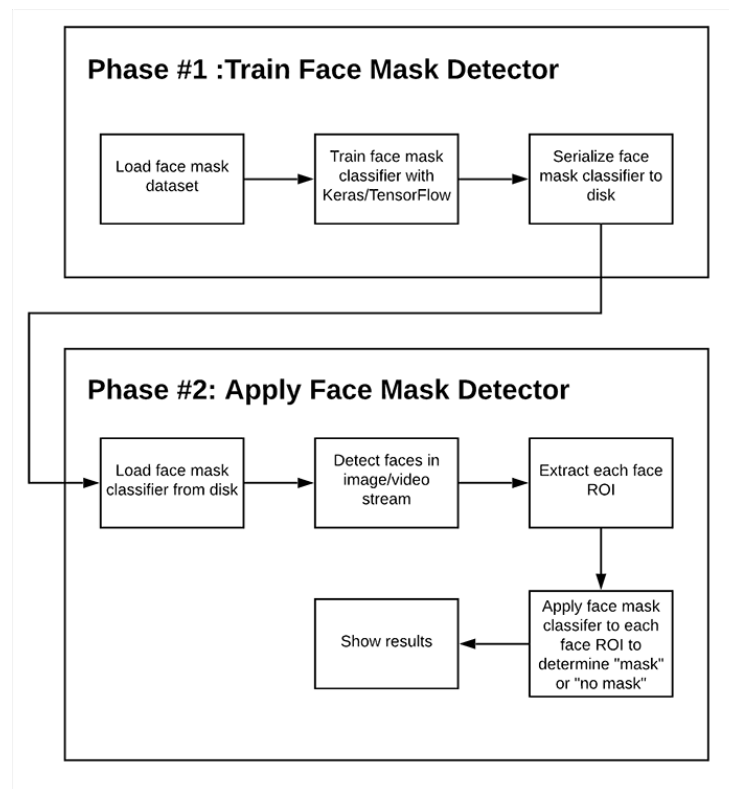 Phase #1 :Train Face Mask Detector
Load face mask
dataset
Train face mask
classifier with
Keras/TensorFlow
Serialize face
mask classifier to
disk
Phase #2: Apply Face Mask Detector
Load face mask
classifier from disk
Detect faces in
image/video
stream
Extract each face
ROI
Apply face mask
classifer to each
face ROI to
determine "mask"
or "no mask"
Show results